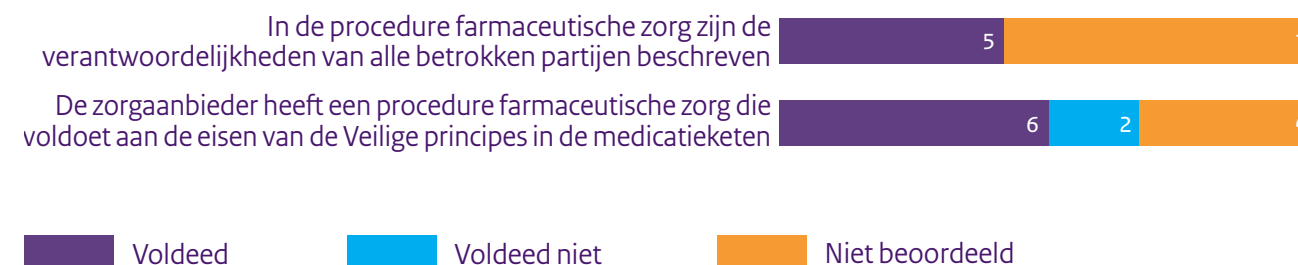 In de procedure farmaceutische zorg zijn de
verantwoordelijkheden van alle betrokken partijen beschreven
5
De zorgaanbieder heeft een procedure farmaceutische zorg die
voldoet aan de eisen van de Veilige principes in de medicatieketen
6 2
Voldeed Voldeed niet Niet beoordeeld